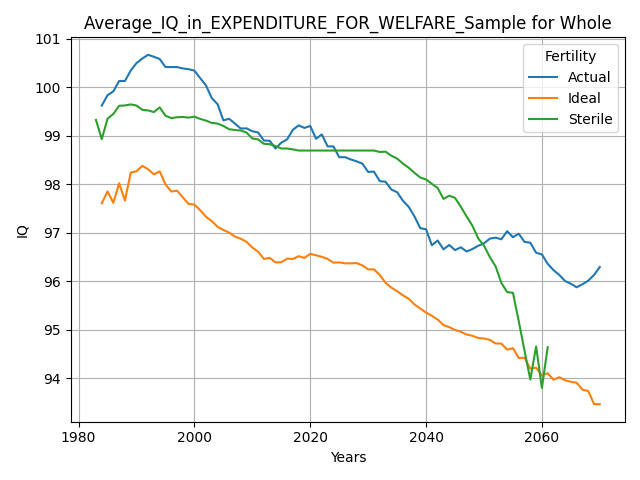 Average_IQ_in_EXPENDITURE_FOR_WELFARE_Sample for Whole
101
100
99
98
97
96
95
94
IQ
Fertility
Actual
Ideal
Sterile
1980
2000
2020
2040
2060
Years